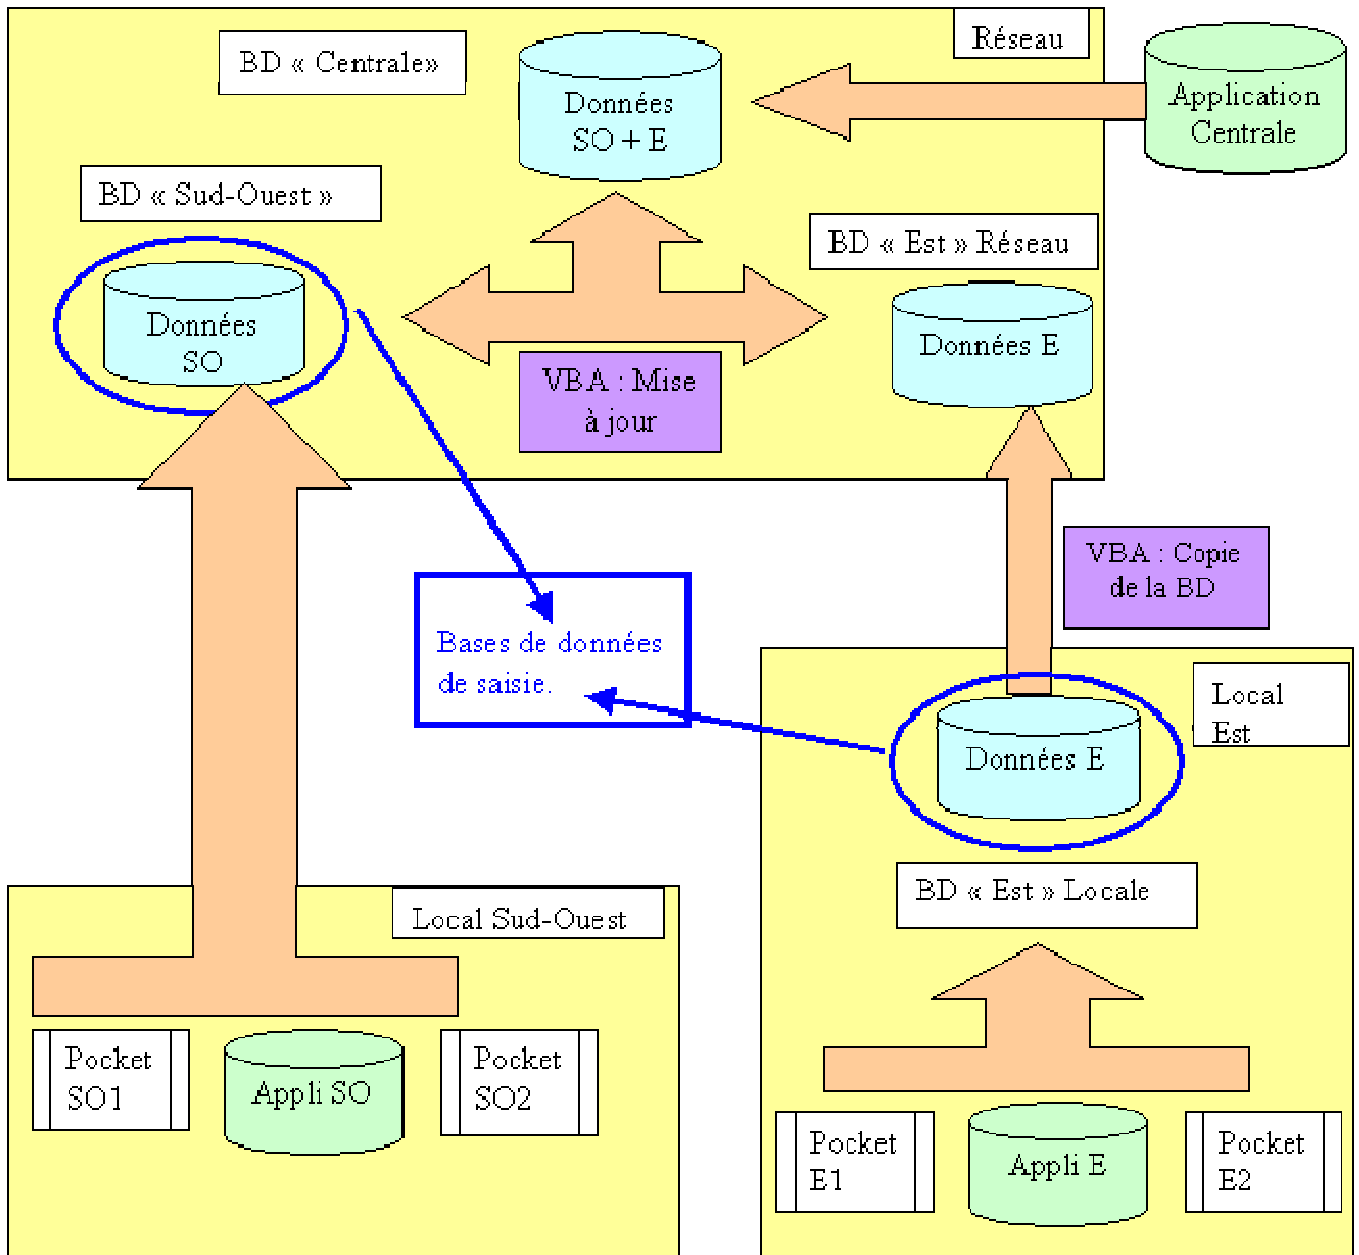 Réseau
BD « Centrale»
Données
SO + E
Application
Centrale
BD « Sud-Ouest »
BD « Est » Réseau
Données
SO
Données E
VBA : Mise
à jour
VBA : Copie
de la BD
Bases de données
de saisie.
Local
Est
Données E
BD « Est » Locale
Local Sud-Ouest
Pocket
SO1
Appli SO
Pocket
SO2
Pocket
E1
Appli E
Pocket
E2